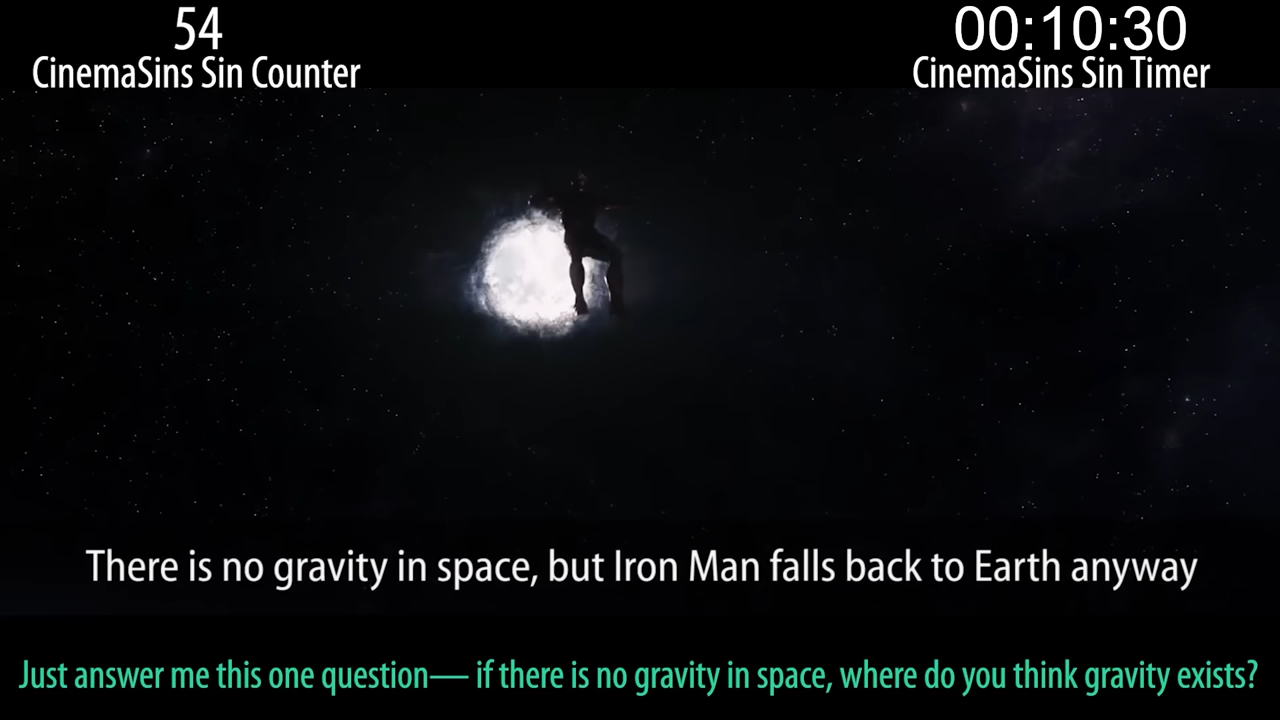 54
00:10:30
CinemaSins Sin Counter
CinemaSins Sin Timer
There is no gravity in space, but Iron Man falls back to Earth anyway
Just answer me this one question— if there is no gravity in space, where do you think gravity exists?